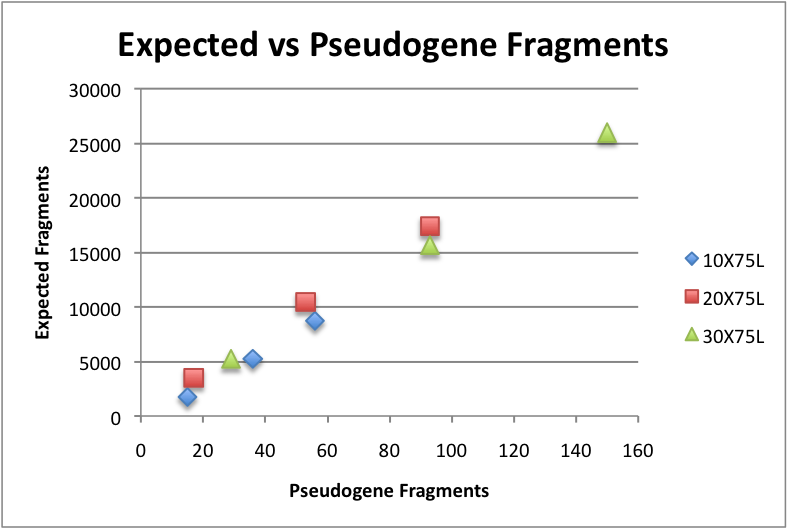 Expected vs Pseudogene Fragments
30000
25000
20000
15000
10000
5000
0
Expected Fragments
0 20 40 60 80 100 120 140 160
Pseudogene Fragments
10X75L
20X75L
30X75L